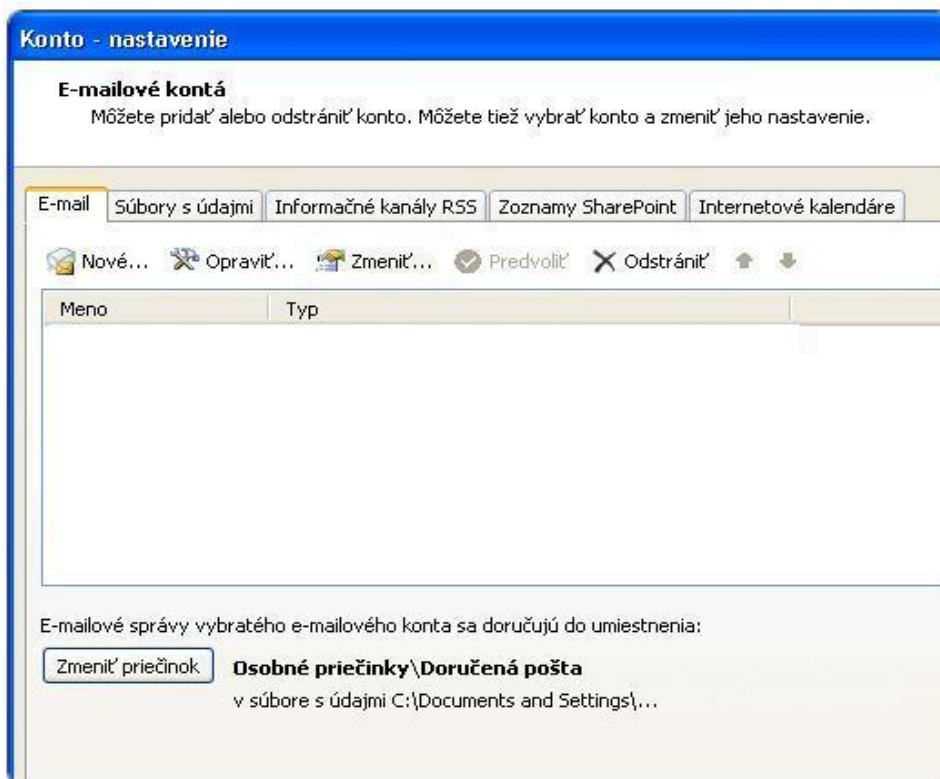 Konto - nastavenie
E-mailové kontá
Môžete pridať alebo odstrániť konto. Môžete tiež vybrať konto a zmeniť jeho nastavenie.
E-mail Súbory s údajmi Informačné kanály RSS Zoznamy SharePoint Internetové kalendáre
Nové... Opraviť... Zmeniť... Predvoliť Odstrániť
Meno Typ
E-mailové správy vybratého e-mailového konta sa doručujú do umiestnenia:
Zmeniť priečinok Osobné priečinky\Doručená pošta
v súbore s údajmi C:\Documents and Settings\...